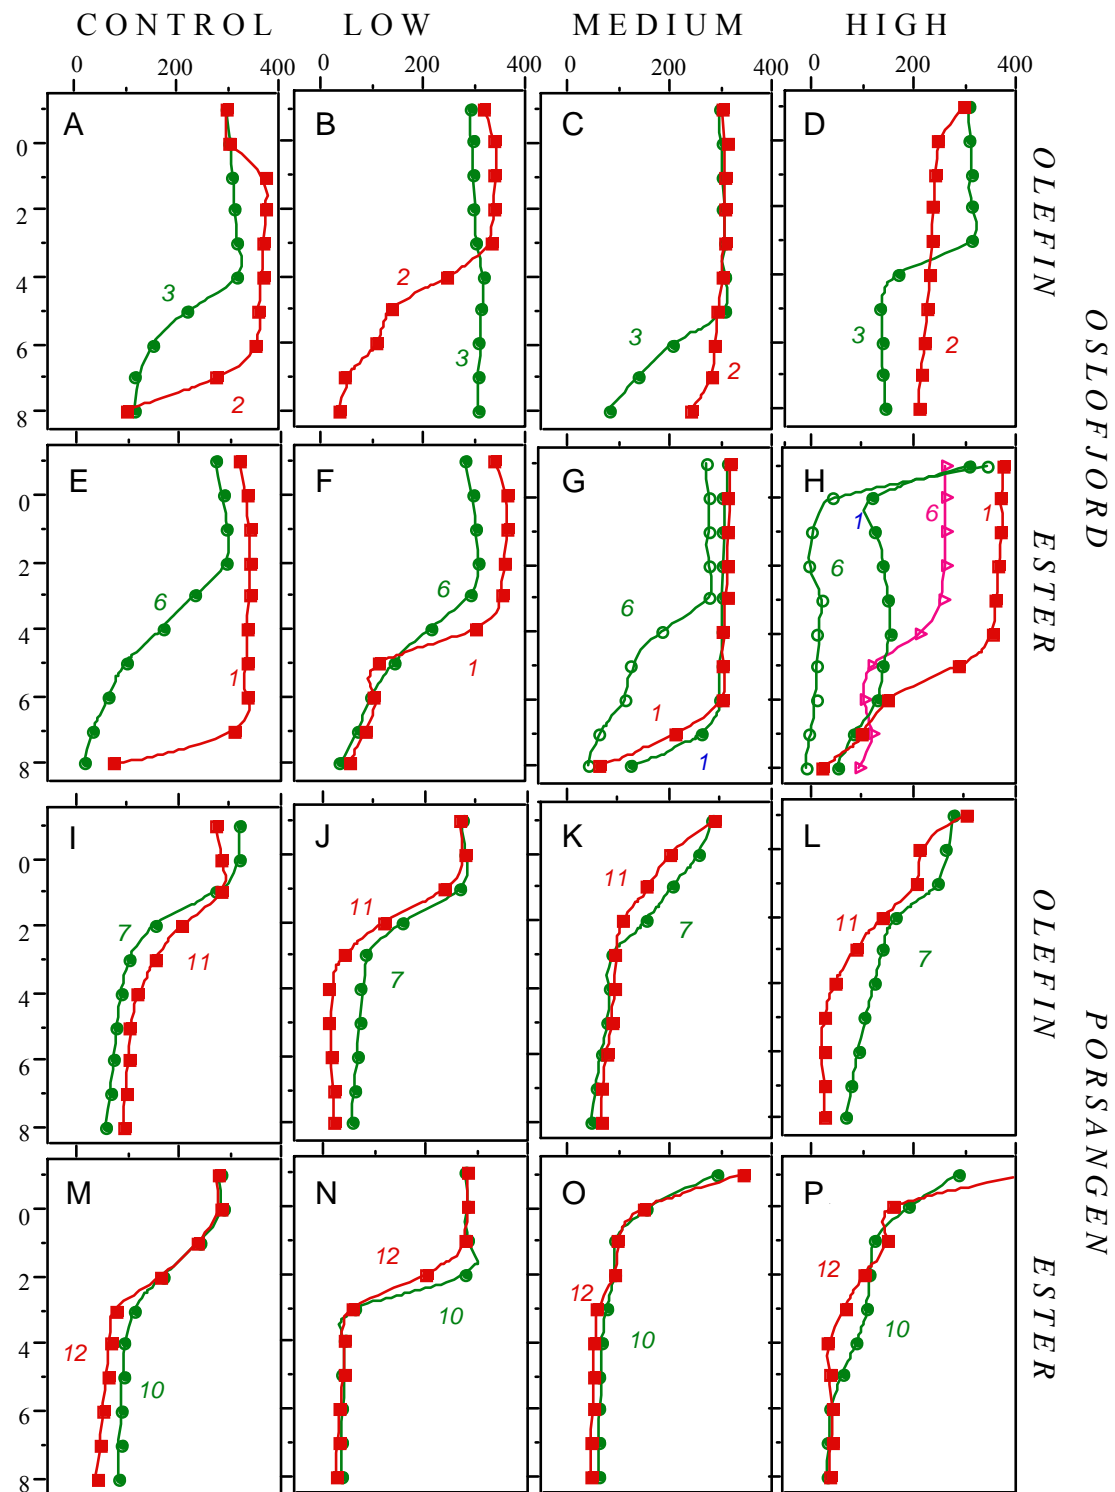 CONTROL LOW MEDIUM HIGH
0 200 400 0 200 400 0 200 400 0 200 400
A B C D
0
2
4
6
8
3 2
2 3
3 2
3 2
OLEFIN
E F G H
0
2
4
6
8
6 1
6 1
6 1 1
1 6 6 1
ESTER
OSLOFJORD
I J K L
0
2
4
6
8
7 11
11 7
11 7
11 7
OLEFIN
M N O P
0
2
4
6
8
12 10
12 10
12 10
12 10
ESTER
PORSANGEN